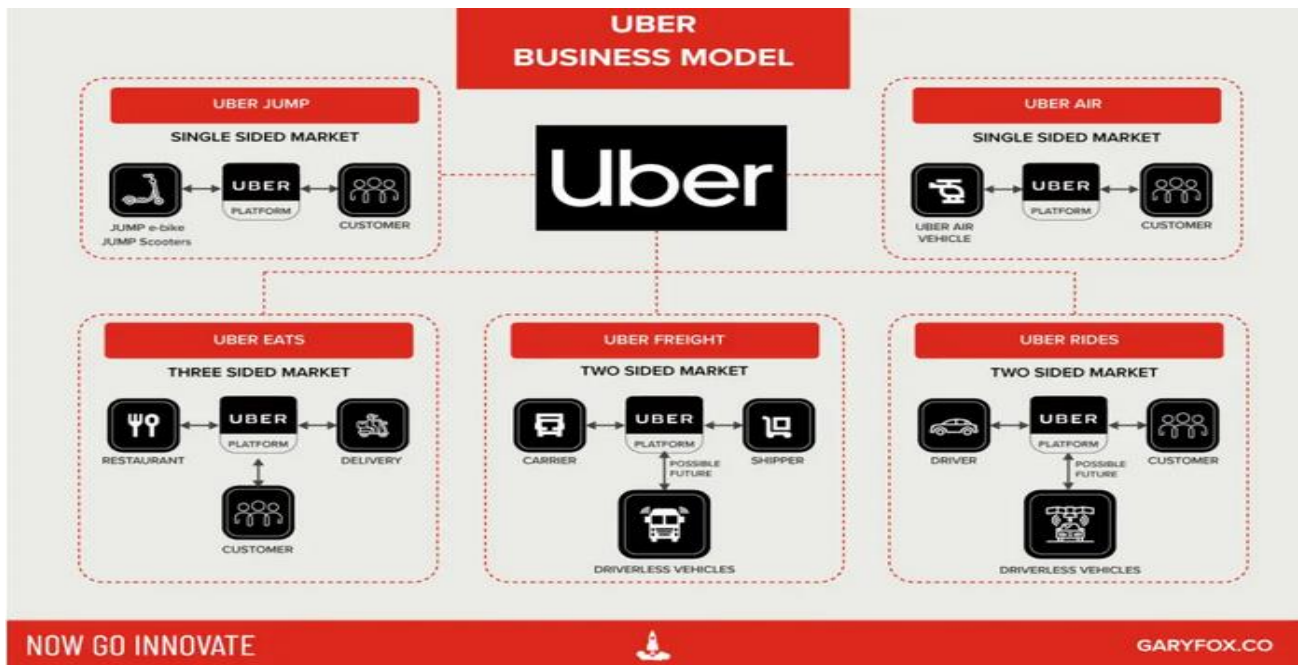 UBER
BUSINESS MODEL
UBER JUMP
SINGLE SIDED MARKET
UBER
PLATFORM
JUMP e-bike
JUMP Scooters
CUSTOMER
Uber
UBER AIR
SINGLE SIDED MARKET
UBER
PLATFORM
UBER AIR
VEHICLE
CUSTOMER
UBER EATS
THREE SIDED MARKET
UBER
PLATFORM
RESTAURANT
DELIVERY
CUSTOMER
UBER FREIGHT
TWO SIDED MARKET
UBER
PLATFORM
CARRIER
SHIPPER
POSSIBLE
FUTURE
DRIVERLESS VEHICLES
UBER RIDES
TWO SIDED MARKET
UBER
PLATFORM
DRIVER
CUSTOMER
POSSIBLE
FUTURE
DRIVERLESS VEHICLES
NOW GO INNOVATE
GARYFOX.CO